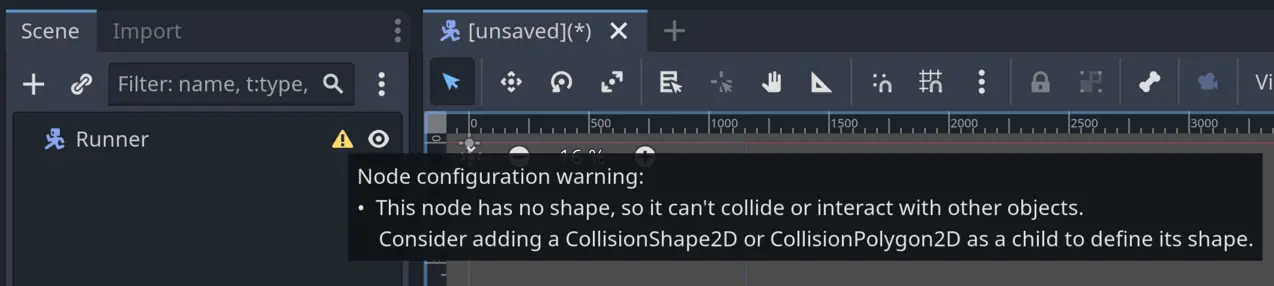 Scene Import
[unsaved](*)
Filter: name, t:type,
Vi
0 500 1000 1500 2000 2500 3000
Runner
0
16 %
Node configuration warning:
• This node has no shape, so it can't collide or interact with other objects.
Consider adding a CollisionShape2D or CollisionPolygon2D as a child to define its shape.